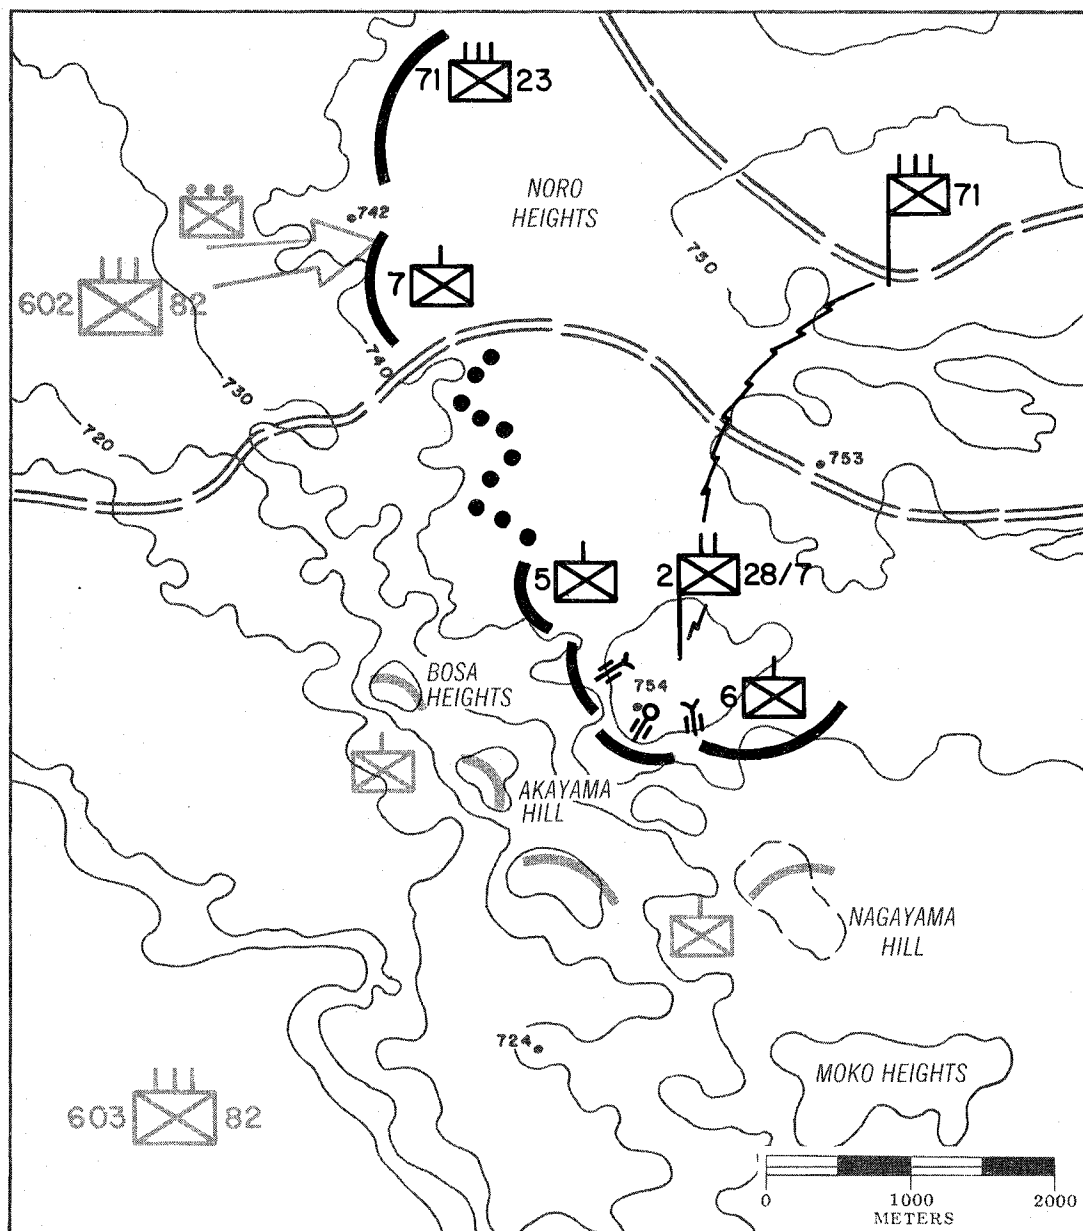 71 23
NORO
HEIGHTS
71
742
750
7
602 82
740
730
720
753
5
2 28/7
BOSA
HEIGHTS
754
6
AKAYAMA
HILL
NAGAYAMA
HILL
724
MOKO HEIGHTS
603 82
0 1000 2000
METERS